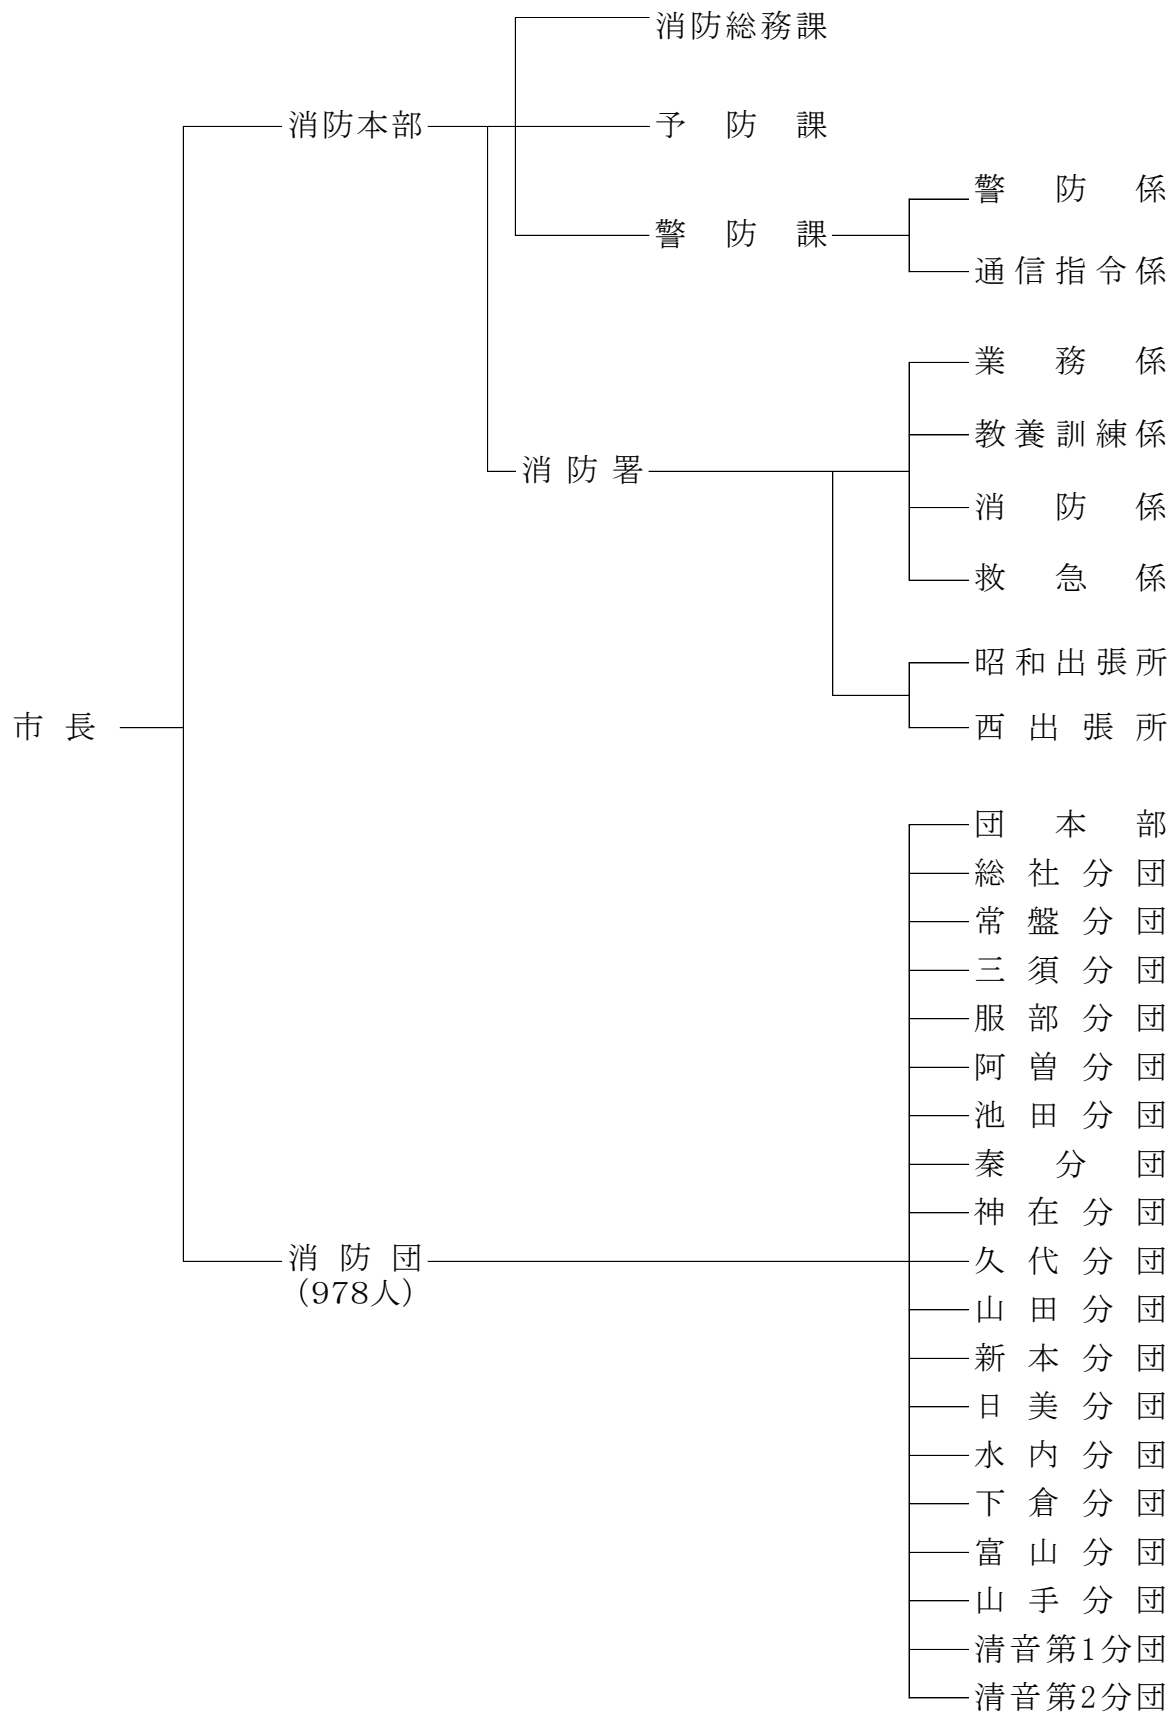 消防総務課
消防本部
予防課
警防課
警防係
通信指令係
業務係
教養訓練係
消防署
消防係
救急係
昭和出張所
市長
西出張所
団本部
総社分団
常盤分団
三須分団
服部分団
阿曽分団
池田分団
秦分団
神在分団
消防団
(978人)
久代分団
山田分団
新本分団
日美分団
水内分団
下倉分団
富山分団
山手分団
清音第1分団
清音第2分団